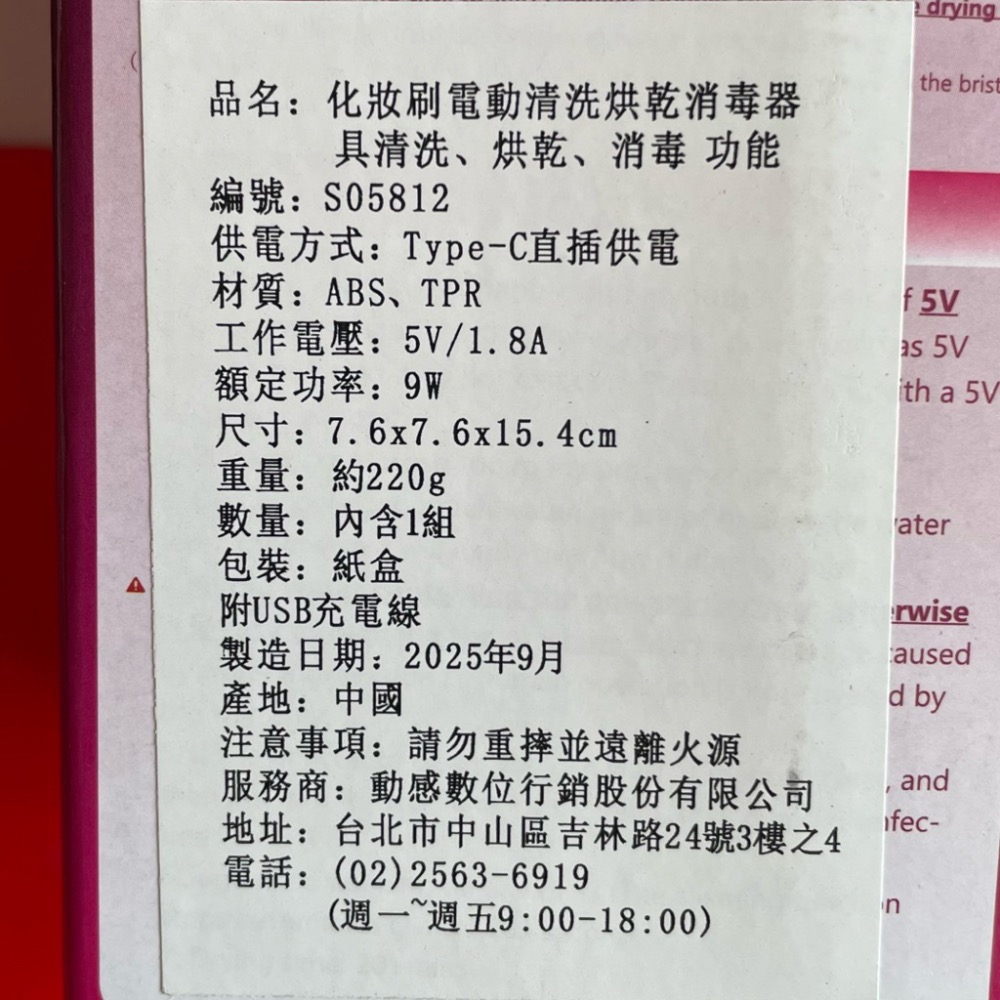 品名：化妝刷電動清洗烘乾消毒器
具清洗、烘乾、消毒 功能
編號：S05812
供電方式：Type-C直插供電
材質：ABS、TPR
工作電壓：5V/1.8A
額定功率：9W
尺寸：7.6x7.6x15.4cm
重量：約220g
數量：內含1組
包裝：紙盒
附USB充電線
製造日期：2025年9月
產地：中國
注意事項：請勿重摔並遠離火源
服務商：動感數位行銷股份有限公司
地址：台北市中山區吉林路24號3樓之4
電話：(02)2563-6919
(週一~週五9:00-18:00)
drying
the
5V
as 5V
with a 5V
water
caused
by
, and